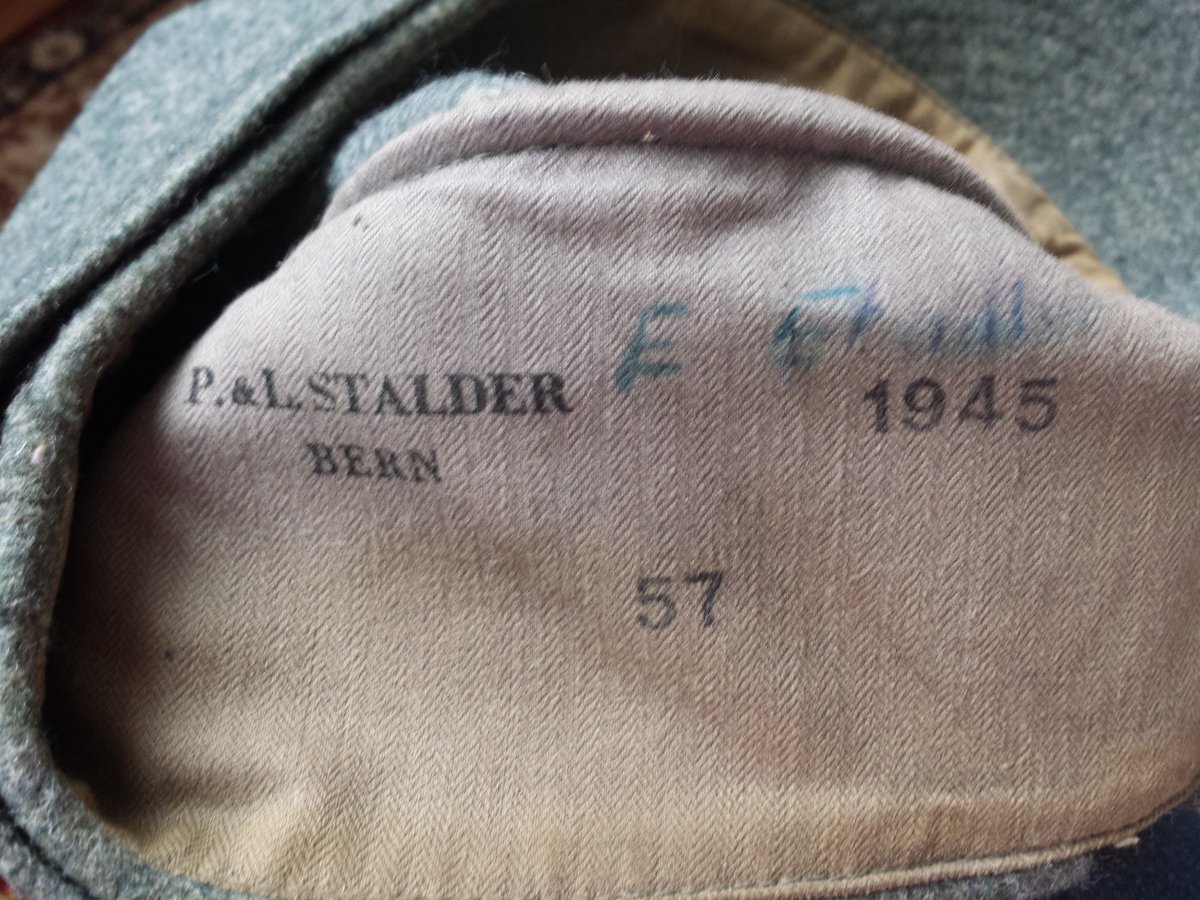 P. & L. STALDER
BERN
E
1945
57